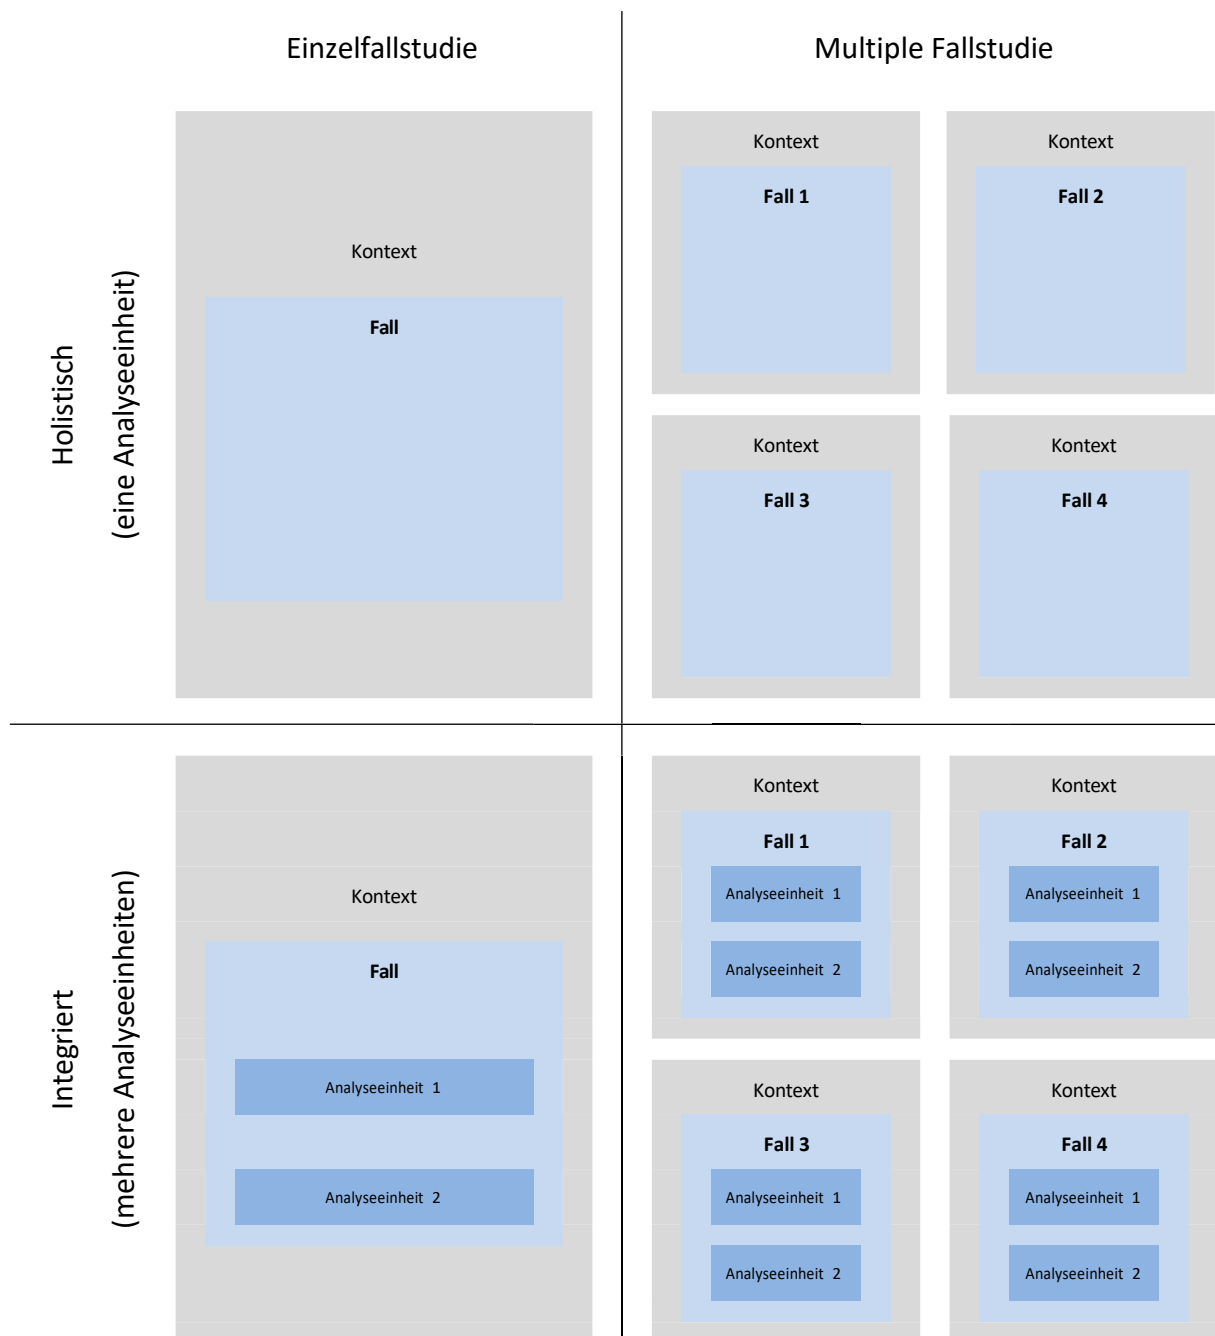 Einzelfallstudie
Multiple Fallstudie
Holistisch
(eine Analyseeinheit)
Kontext
Fall
Kontext
Fall 1
Kontext
Fall 2
Kontext
Fall 3
Kontext
Fall 4
Integriert
(mehrere Analyseeinheiten)
Kontext
Fall
Analyseeinheit 1
Analyseeinheit 2
Kontext
Fall 1
Analyseeinheit 1
Analyseeinheit 2
Kontext
Fall 2
Analyseeinheit 1
Analyseeinheit 2
Kontext
Fall 3
Analyseeinheit 1
Analyseeinheit 2
Kontext
Fall 4
Analyseeinheit 1
Analyseeinheit 2